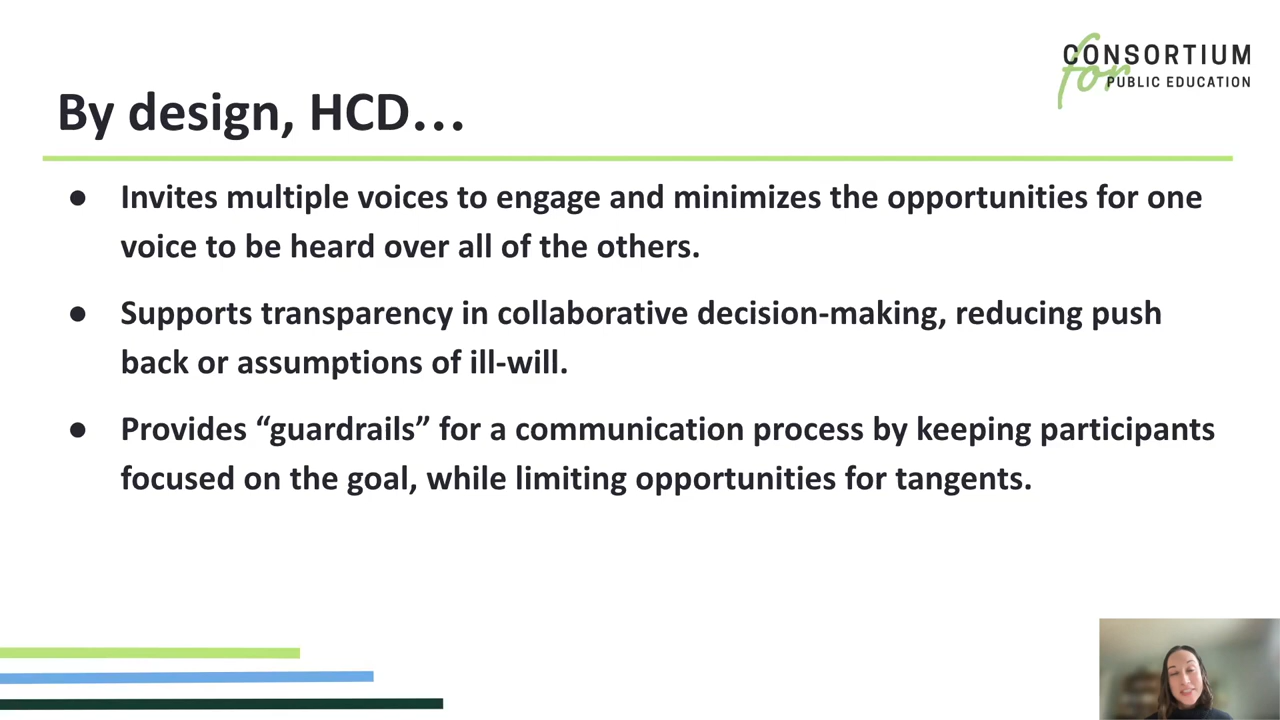 CONSORTIUM
for PUBLIC EDUCATION
By design, HCD…
● Invites multiple voices to engage and minimizes the opportunities for one
voice to be heard over all of the others.
● Supports transparency in collaborative decision-making, reducing push
back or assumptions of ill-will.
● Provides “guardrails” for a communication process by keeping participants
focused on the goal, while limiting opportunities for tangents.